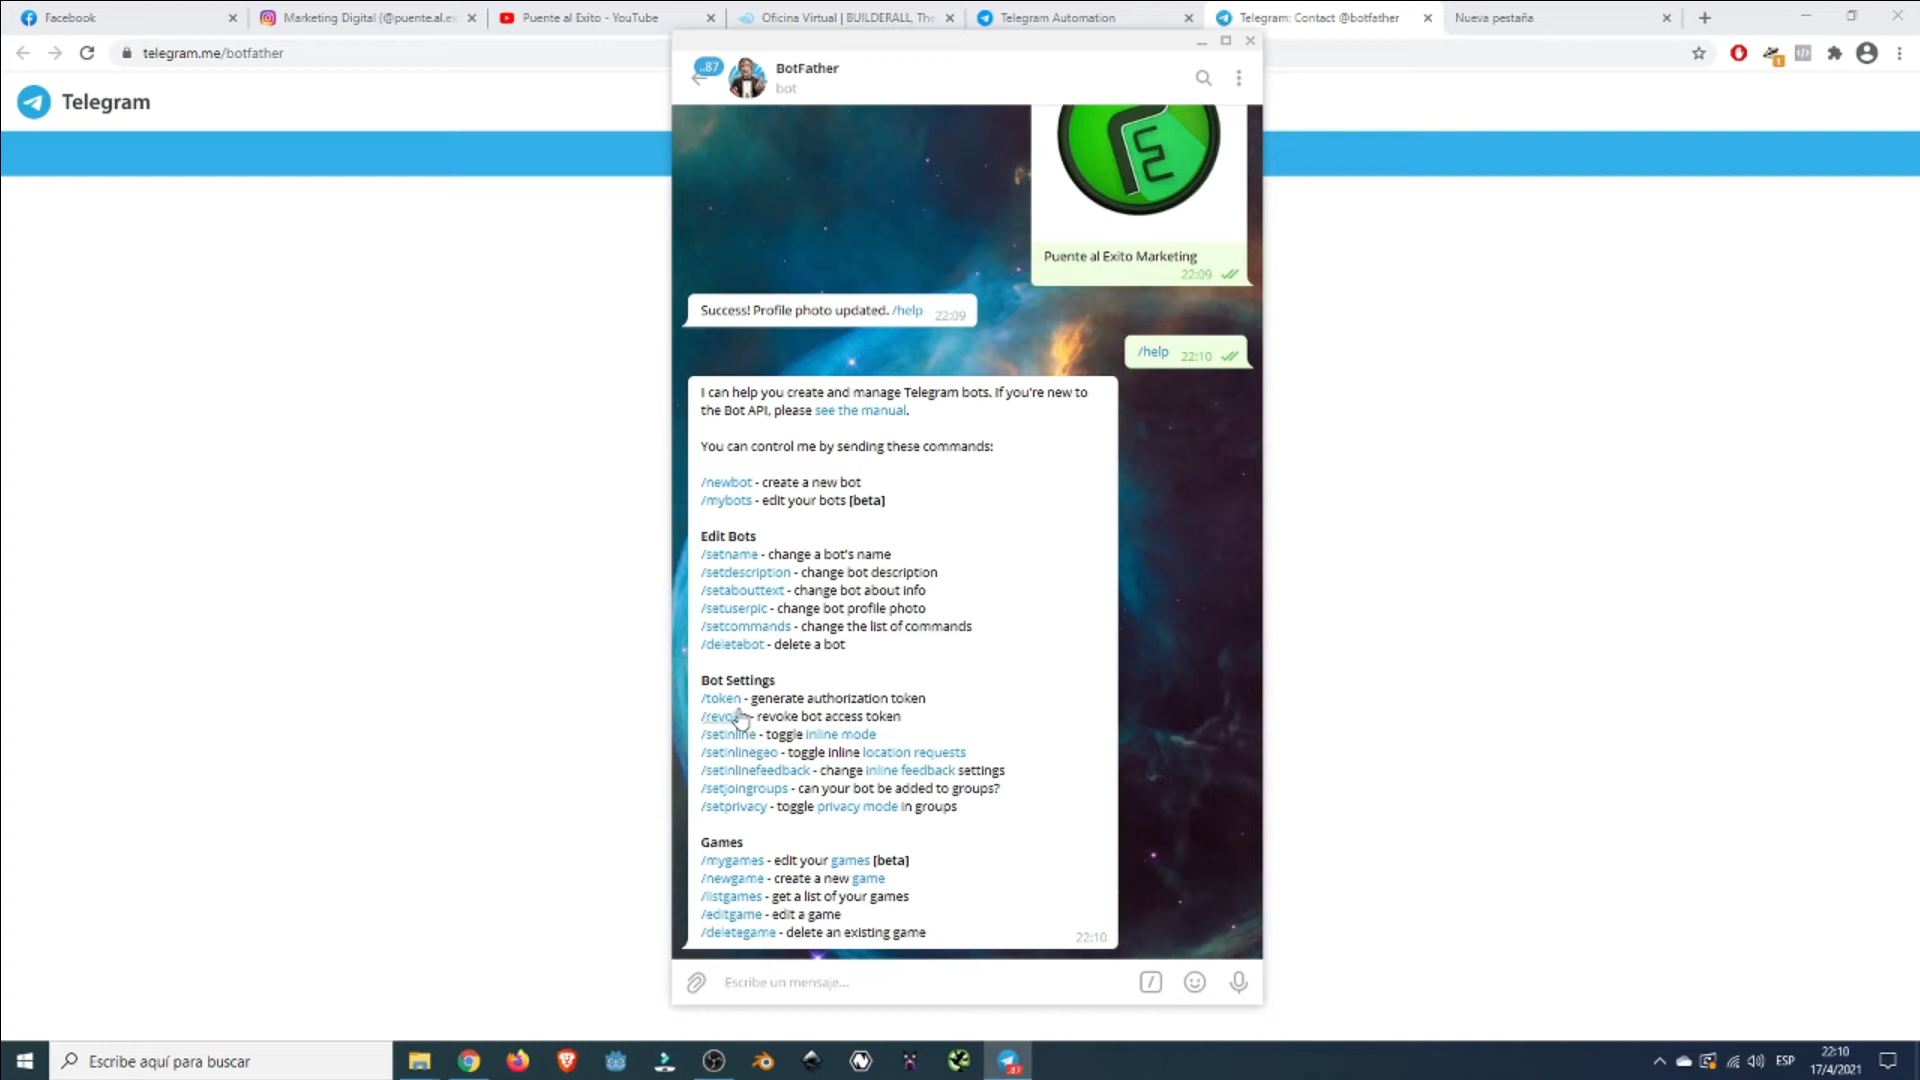 Facebook
Marketing Digital (@puente.al.ex
Puente al Exito - YouTube
Oficina Virtual | BUILDERALL, The
Telegram Automation
Telegram: Contact @botfather
Nueva pestaña
telegram.me/botfather
Telegram
..87
BotFather
bot
PE
Puente al Exito Marketing
22:09
Success! Profile photo updated. /help 22:09
/help 22:10
I can help you create and manage Telegram bots. If you're new to
the Bot API, please see the manual.
You can control me by sending these commands:
/newbot - create a new bot
/mybots - edit your bots [beta]
Edit Bots
/setname - change a bot's name
/setdescription - change bot description
/setabouttext - change bot about info
/setuserpic - change bot profile photo
/setcommands - change the list of commands
/deletebot - delete a bot
Bot Settings
/token - generate authorization token
- revoke bot access token
/setinline - toggle inline mode
/setinlinegeo - toggle inline location requests
/setinlinefeedback - change inline feedback settings
/setjoingroups - can your bot be added to groups?
/setprivacy - toggle privacy mode in groups
Games
/mygames - edit your games [beta]
/newgame - create a new game
/listgames - get a list of your games
/editgame - edit a game
/deletegame - delete an existing game
22:10
Escribe un mensaje...
Escribe aquí para buscar
ESP
22:10
17/4/2021